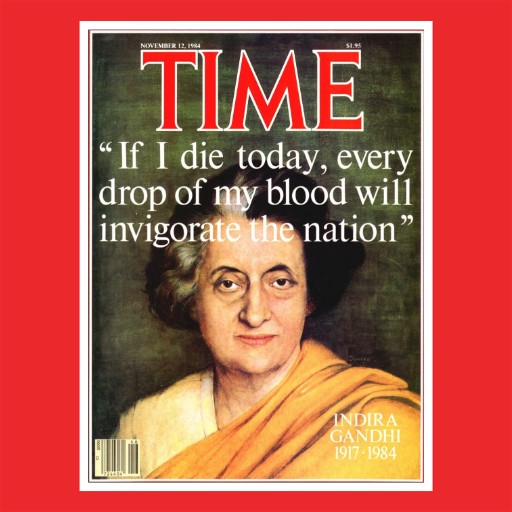 NOVEMBER 12, 1984 $1.95
TIME
“If I die today, every
drop of my blood will
invigorate the nation”
INDIRA
GANDHI
1917·1984